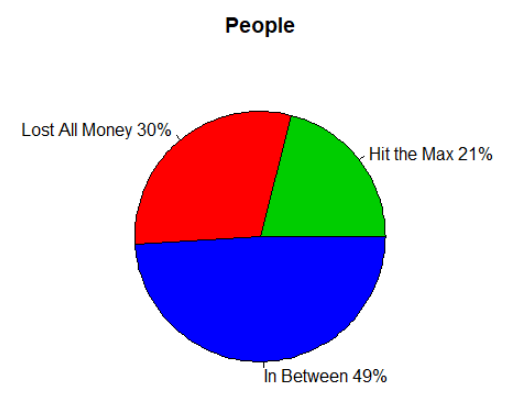 People
Lost All Money 30%
Hit the Max 21%
In Between 49%